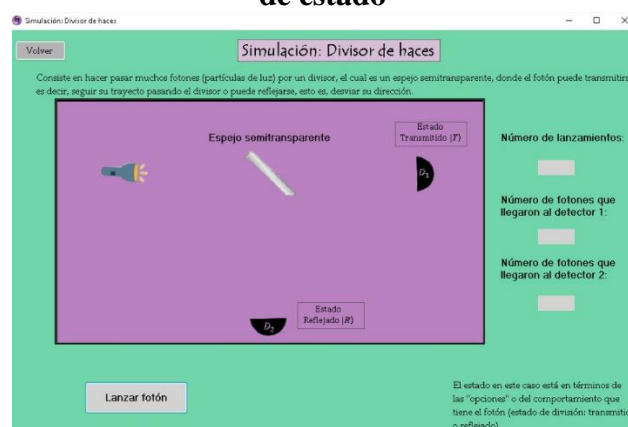 de estado
Simulación: Divisor de haces
Volver
Simulación: Divisor de haces
Consiste en hacer pasar muchos fotones (partículas de luz) por un divisor, el cual es un espejo semitransparente, donde el fotón puede transmitirs
es decir, seguir su trayecto pasando el divisor o puede reflejarse, esto es, desviar su dirección.
Espejo semitransparente
Estado
Transmitido |T⟩
D₁
Estado
Reflejado |R⟩
D₂
Número de lanzamientos:
Número de fotones que
llegaron al detector 1:
Número de fotones que
llegaron al detector 2:
Lanzar fotón
El estado en este caso está en términos de
las "opciones" o del comportamiento que
tiene el fotón (estado de división: transmitid
o reflejado)